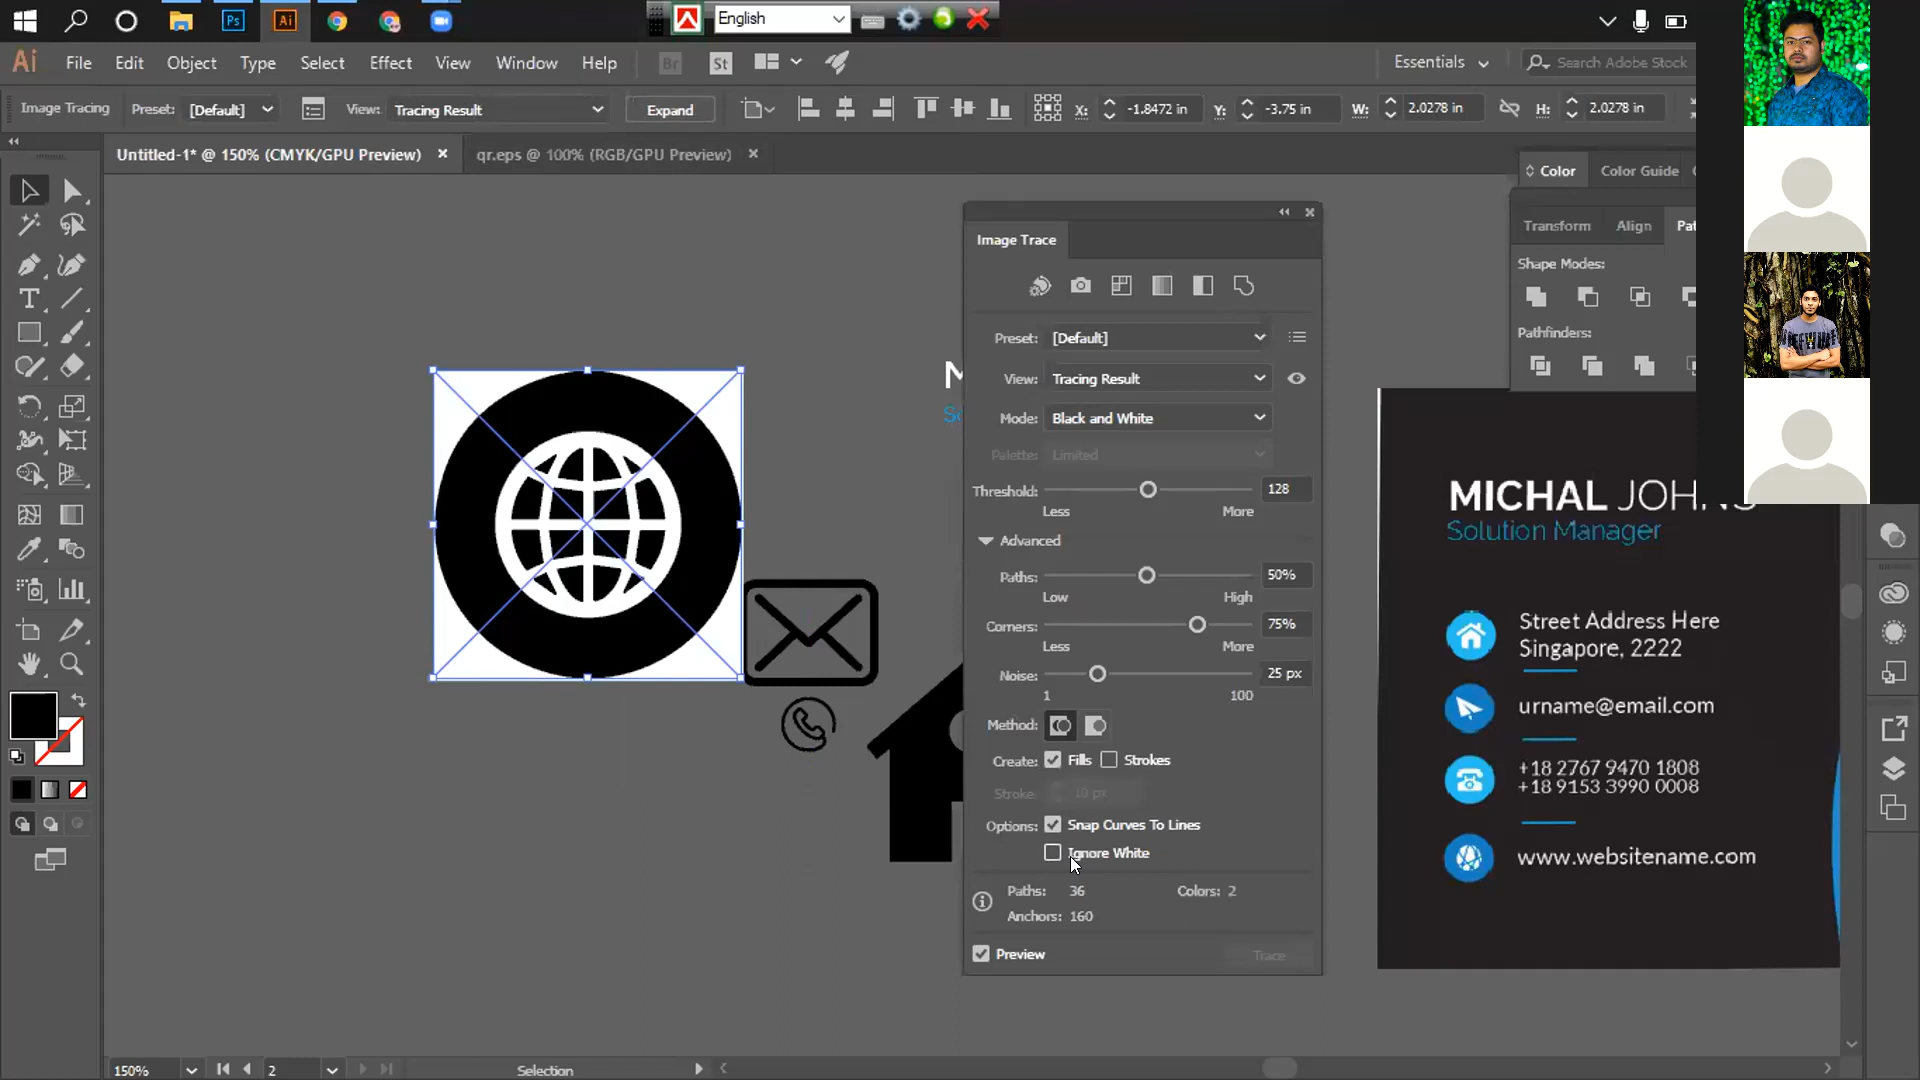 Ps
Ai
English
Ai
File
Edit
Object
Type
Select
Effect
View
Window
Help
Br
St
Essentials
Search Adobe Stock
Image Tracing
Preset:
[Default]
View:
Tracing Result
Expand
X:
-1.8472 in
Y:
-3.75 in
W:
2.0278 in
H:
2.0278 in
Untitled-1* @ 150% (CMYK/GPU Preview)
qr.eps @ 100% (RGB/GPU Preview)
Color
Color Guide
Transform
Align
Pat
Shape Modes:
Pathfinders:
Image Trace
Preset:
[Default]
View:
Tracing Result
Mode:
Black and White
Palette:
Limited
Threshold:
128
Less
More
Advanced
Paths:
50%
Low
High
Corners:
75%
Less
More
Noise:
25 px
1
100
Method:
Create:
Fills
Strokes
Stroke:
10 px
Options:
Snap Curves To Lines
Ignore White
Paths:
36
Colors: 2
Anchors:
160
Preview
Trace
M
So
MICHAL JOHNS
Solution Manager
Street Address Here
Singapore, 2222
urname@email.com
+18 2767 9470 1808
+18 9153 3990 0008
www.websitename.com
150%
2
Selection